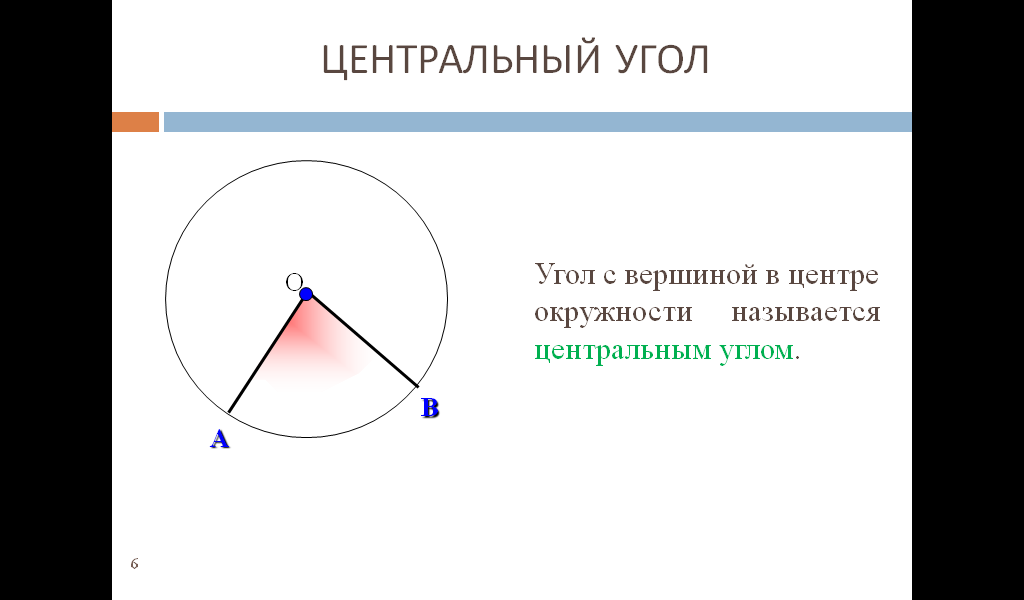 ЦЕНТРАЛЬНЫЙ УГОЛ
О
Угол с вершиной в центре
окружности называется
центральным углом.
В
А
6